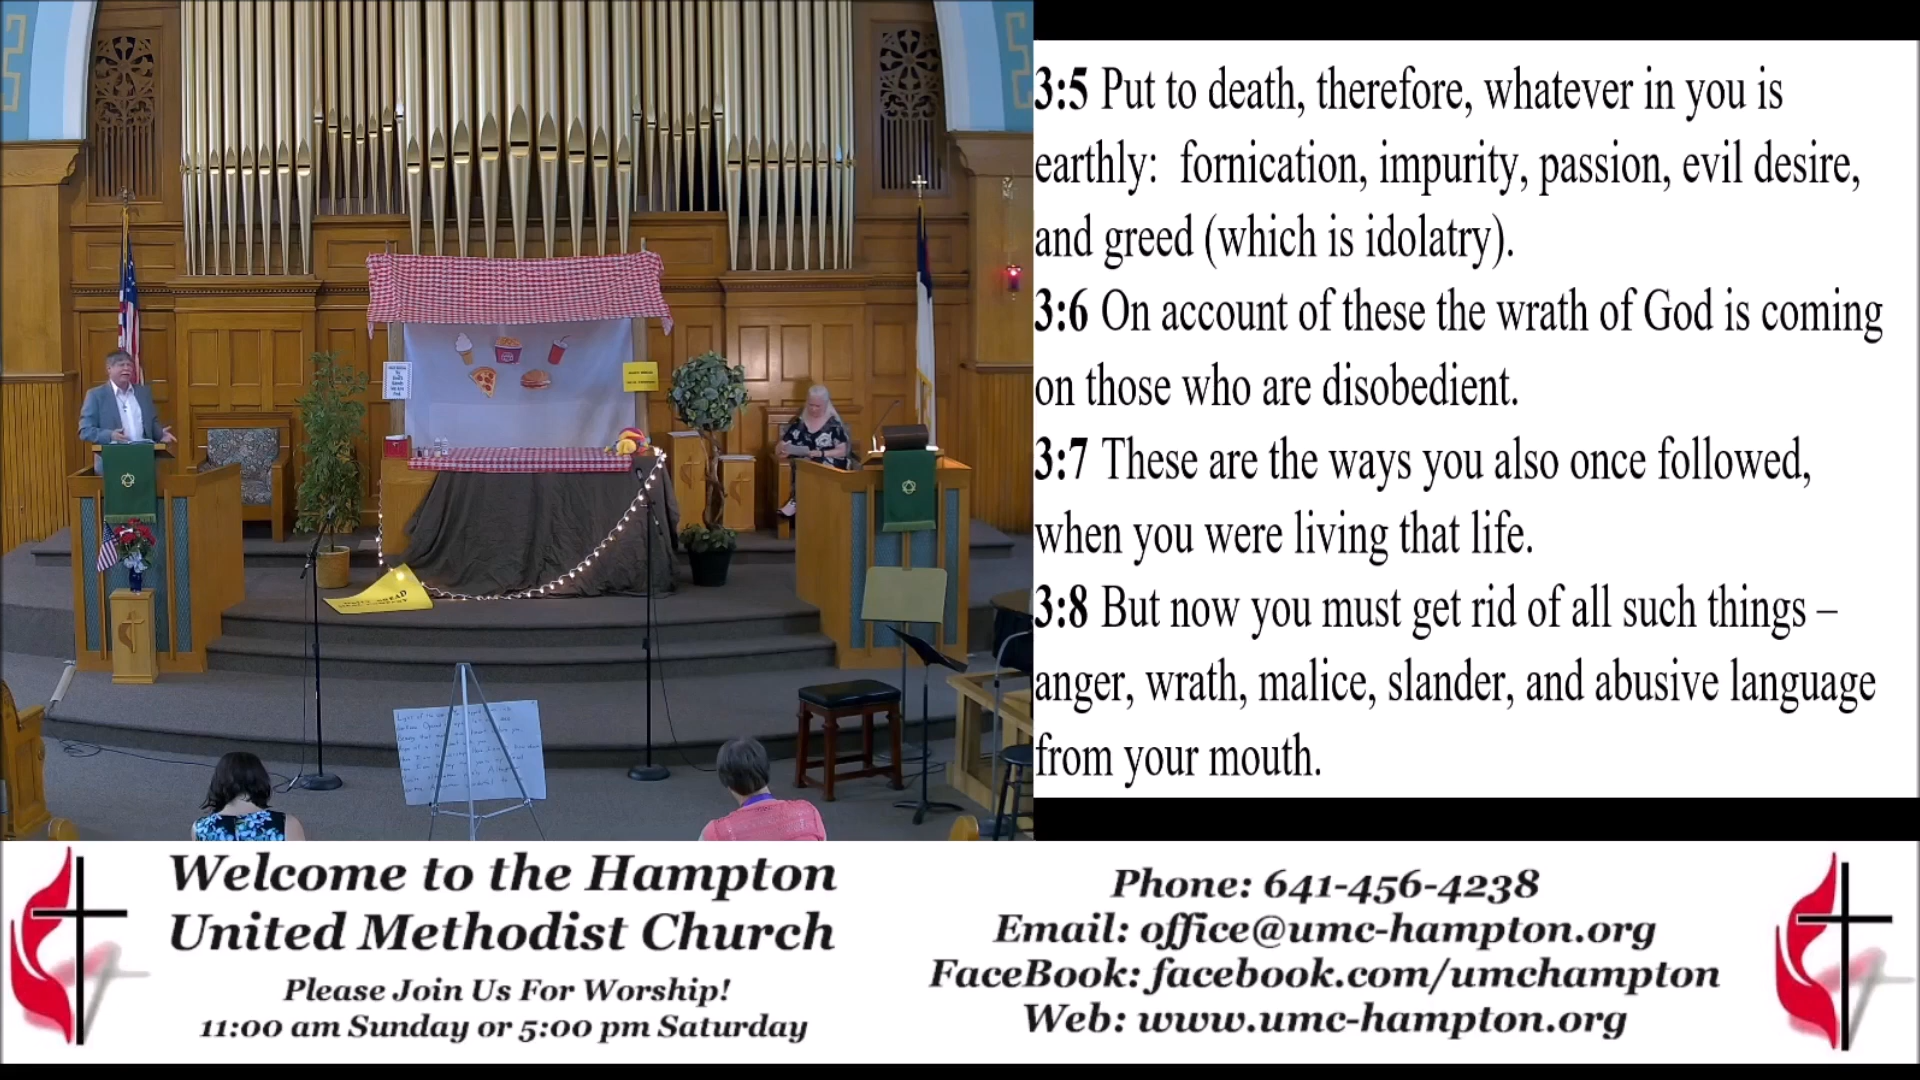 3:5 Put to death, therefore, whatever in you is
earthly: fornication, impurity, passion, evil desire,
and greed (which is idolatry).
3:6 On account of these the wrath of God is coming
on those who are disobedient.
3:7 These are the ways you also once followed,
when you were living that life.
3:8 But now you must get rid of all such things –
anger, wrath, malice, slander, and abusive language
from your mouth.
Welcome to the Hampton
United Methodist Church
Please Join Us For Worship!
11:00 am Sunday or 5:00 pm Saturday
Phone: 641-456-4238
Email: office@umc-hampton.org
FaceBook: facebook.com/umchampton
Web: www.umc-hampton.org